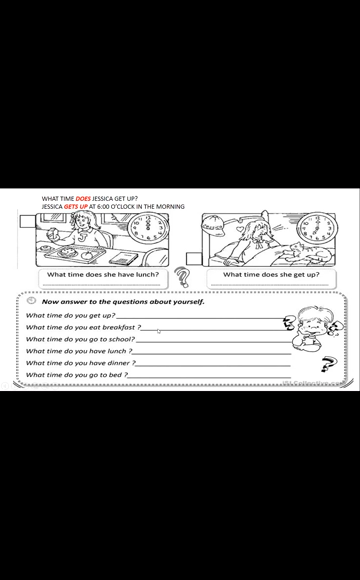 WHAT TIME DOES JESSICA GET UP?
JESSICA GETS UP AT 6:00 O'CLOCK IN THE MORNING
What time does she have lunch?
What time does she get up?
Now answer to the questions about yourself.
What time do you get up?
What time do you eat breakfast ?
What time do you go to school?
What time do you have lunch ?
What time do you have dinner ?
What time do you go to bed ?